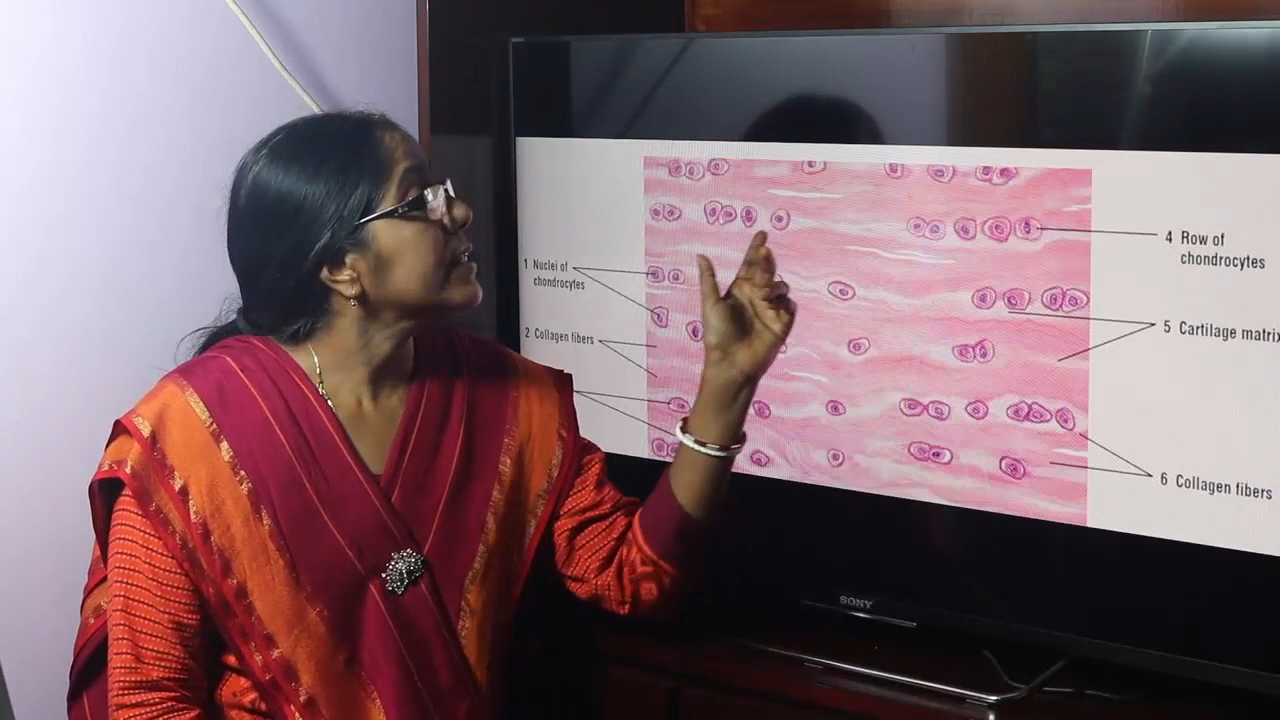 1 Nuclei of
chondrocytes
2 Collagen fibers
4 Row of
chondrocytes
5 Cartilage matrix
6 Collagen fibers
SONY